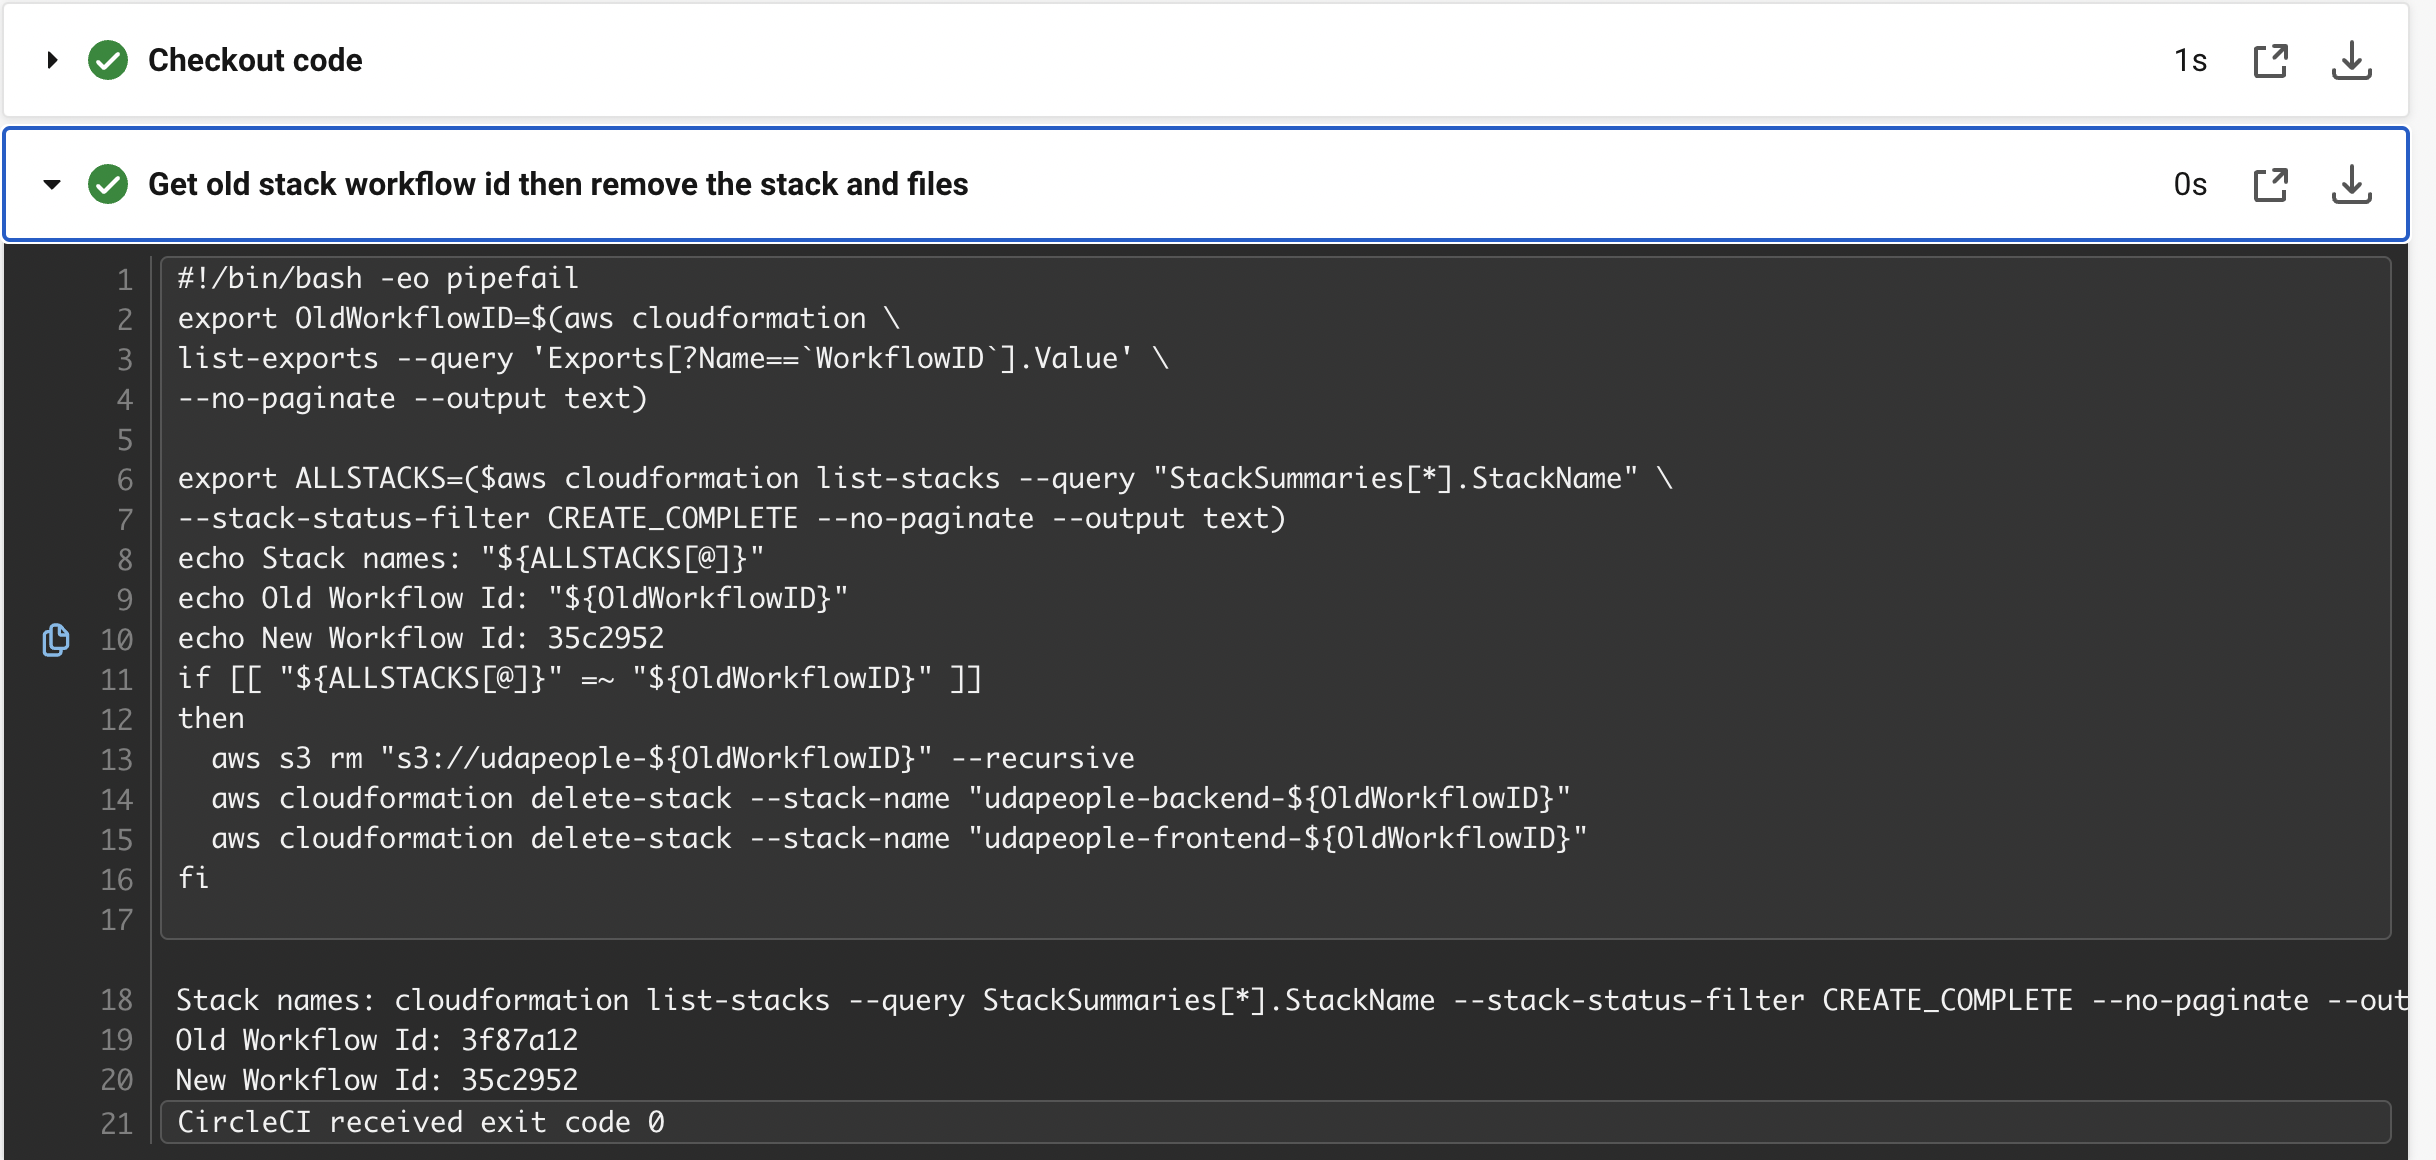 Checkout code 1s
Get old stack workflow id then remove the stack and files 0s
1 #!/bin/bash -eo pipefail
2 export OldWorkflowID=$(aws cloudformation \
3 list-exports --query 'Exports[?Name==`WorkflowID`].Value' \
4 --no-paginate --output text)
5
6 export ALLSTACKS=($aws cloudformation list-stacks --query "StackSummaries[*].StackName" \
7 --stack-status-filter CREATE_COMPLETE --no-paginate --output text)
8 echo Stack names: "${ALLSTACKS[@]}"
9 echo Old Workflow Id: "${OldWorkflowID}"
10 echo New Workflow Id: 35c2952
11 if [[ "${ALLSTACKS[@]}" =~ "${OldWorkflowID}" ]]
12 then
13   aws s3 rm "s3://udapeople-${OldWorkflowID}" --recursive
14   aws cloudformation delete-stack --stack-name "udapeople-backend-${OldWorkflowID}"
15   aws cloudformation delete-stack --stack-name "udapeople-frontend-${OldWorkflowID}"
16 fi
17
18 Stack names: cloudformation list-stacks --query StackSummaries[*].StackName --stack-status-filter CREATE_COMPLETE --no-paginate --out
19 Old Workflow Id: 3f87a12
20 New Workflow Id: 35c2952
21 CircleCI received exit code 0